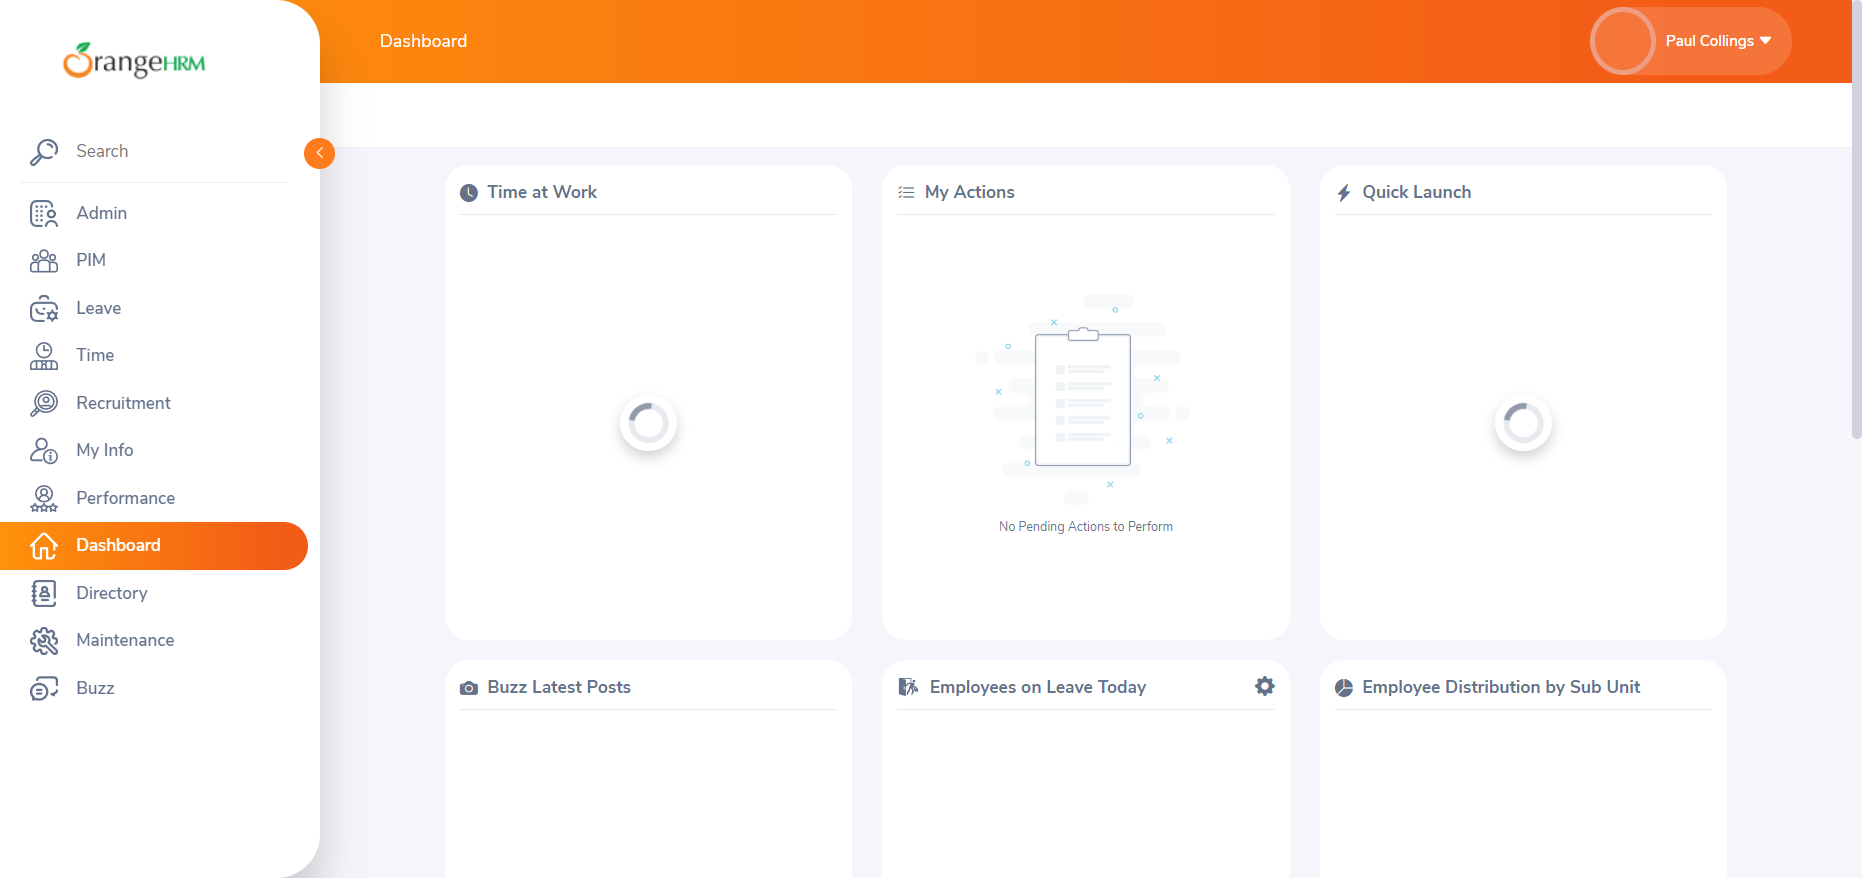 OrangeHRM
Dashboard
Paul Collings
Search
Admin
PIM
Leave
Time
Recruitment
My Info
Performance
Dashboard
Directory
Maintenance
Buzz
Time at Work
My Actions
No Pending Actions to Perform
Quick Launch
Buzz Latest Posts
Employees on Leave Today
Employee Distribution by Sub Unit